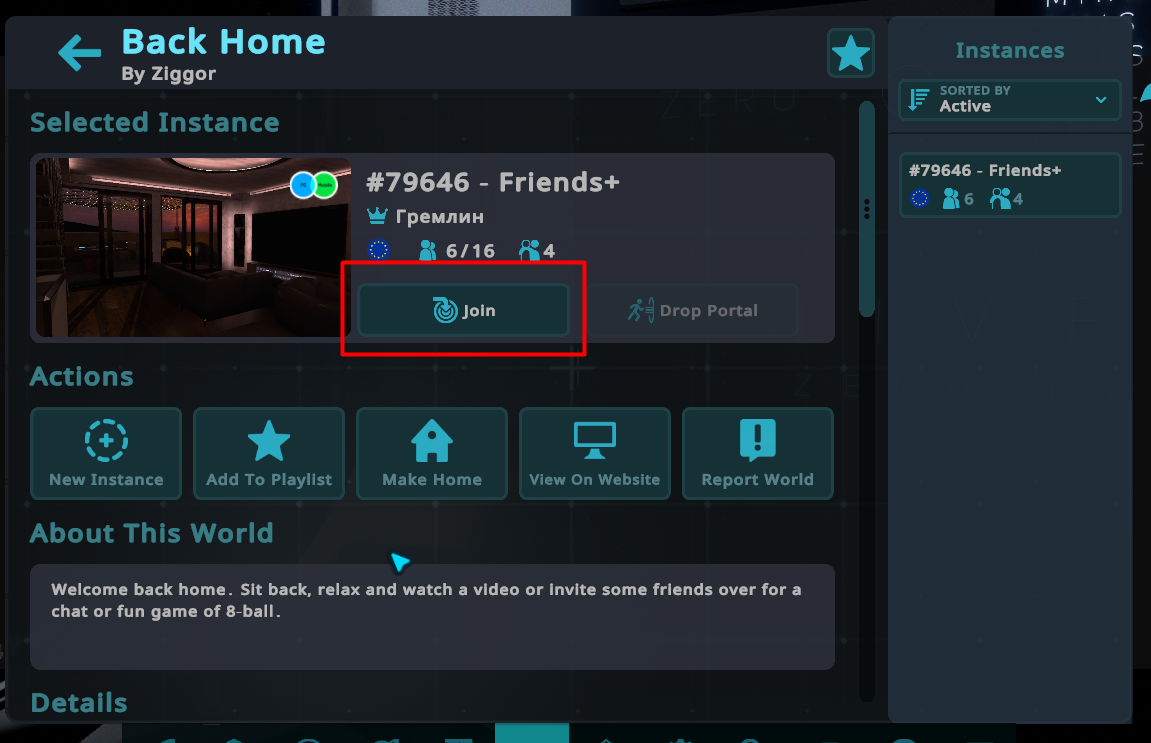 Back Home
By Ziggor
Selected Instance
#79646 - Friends+
Гремлин
6/16 4
Join
Drop Portal
Actions
New Instance
Add To Playlist
Make Home
View On Website
Report World
About This World
Welcome back home. Sit back, relax and watch a video or invite some friends over for a
chat or fun game of 8-ball.
Details
Instances
SORTED BY
Active
#79646 - Friends+
6 4